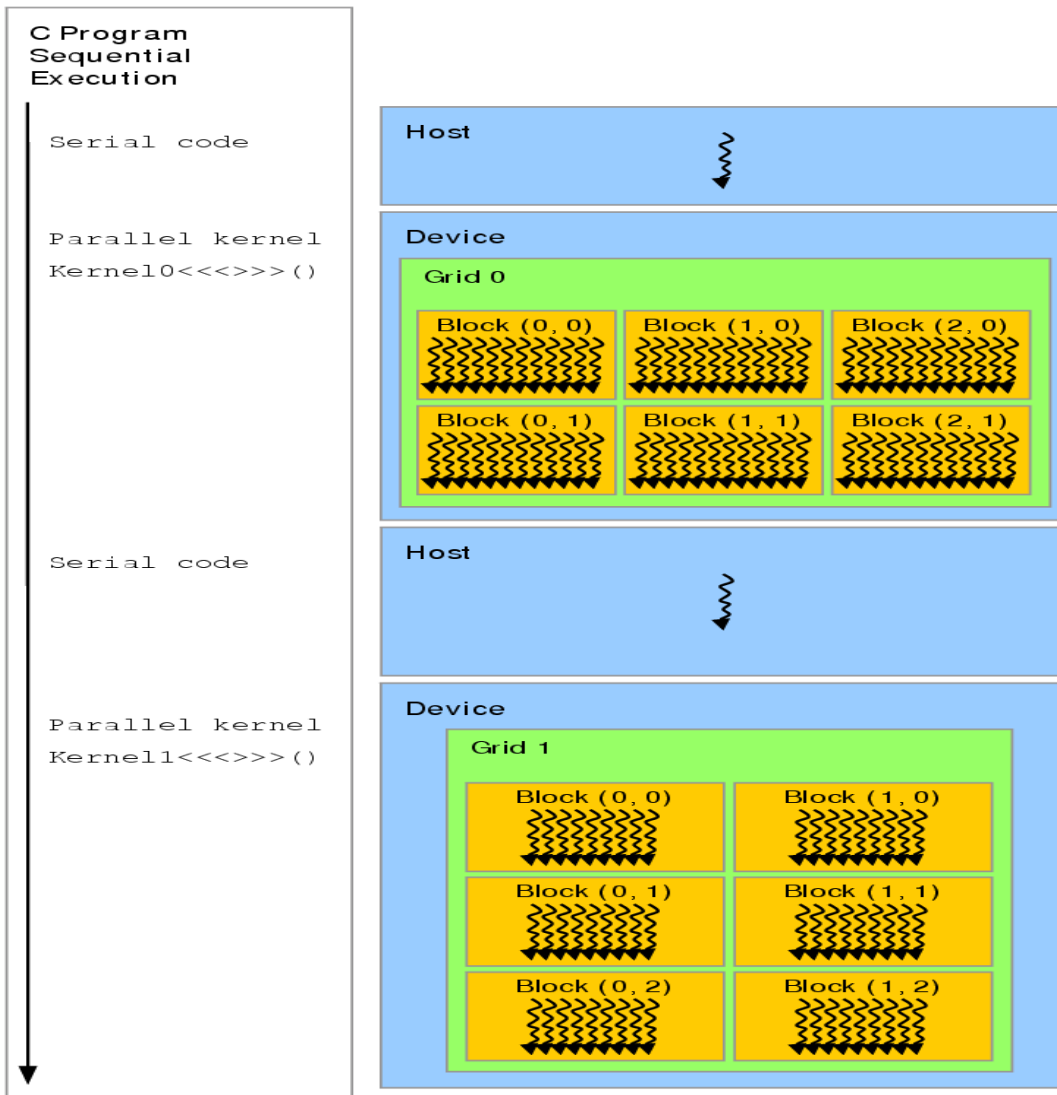 C Program
Sequential
Execution
Serial code
Host
Parallel kernel
Kernel0<<<>>>()
Device
Grid 0
Block (0, 0)
Block (1, 0)
Block (2, 0)
Block (0, 1)
Block (1, 1)
Block (2, 1)
Serial code
Host
Parallel kernel
Kernel1<<<>>>()
Device
Grid 1
Block (0, 0)
Block (1, 0)
Block (0, 1)
Block (1, 1)
Block (0, 2)
Block (1, 2)